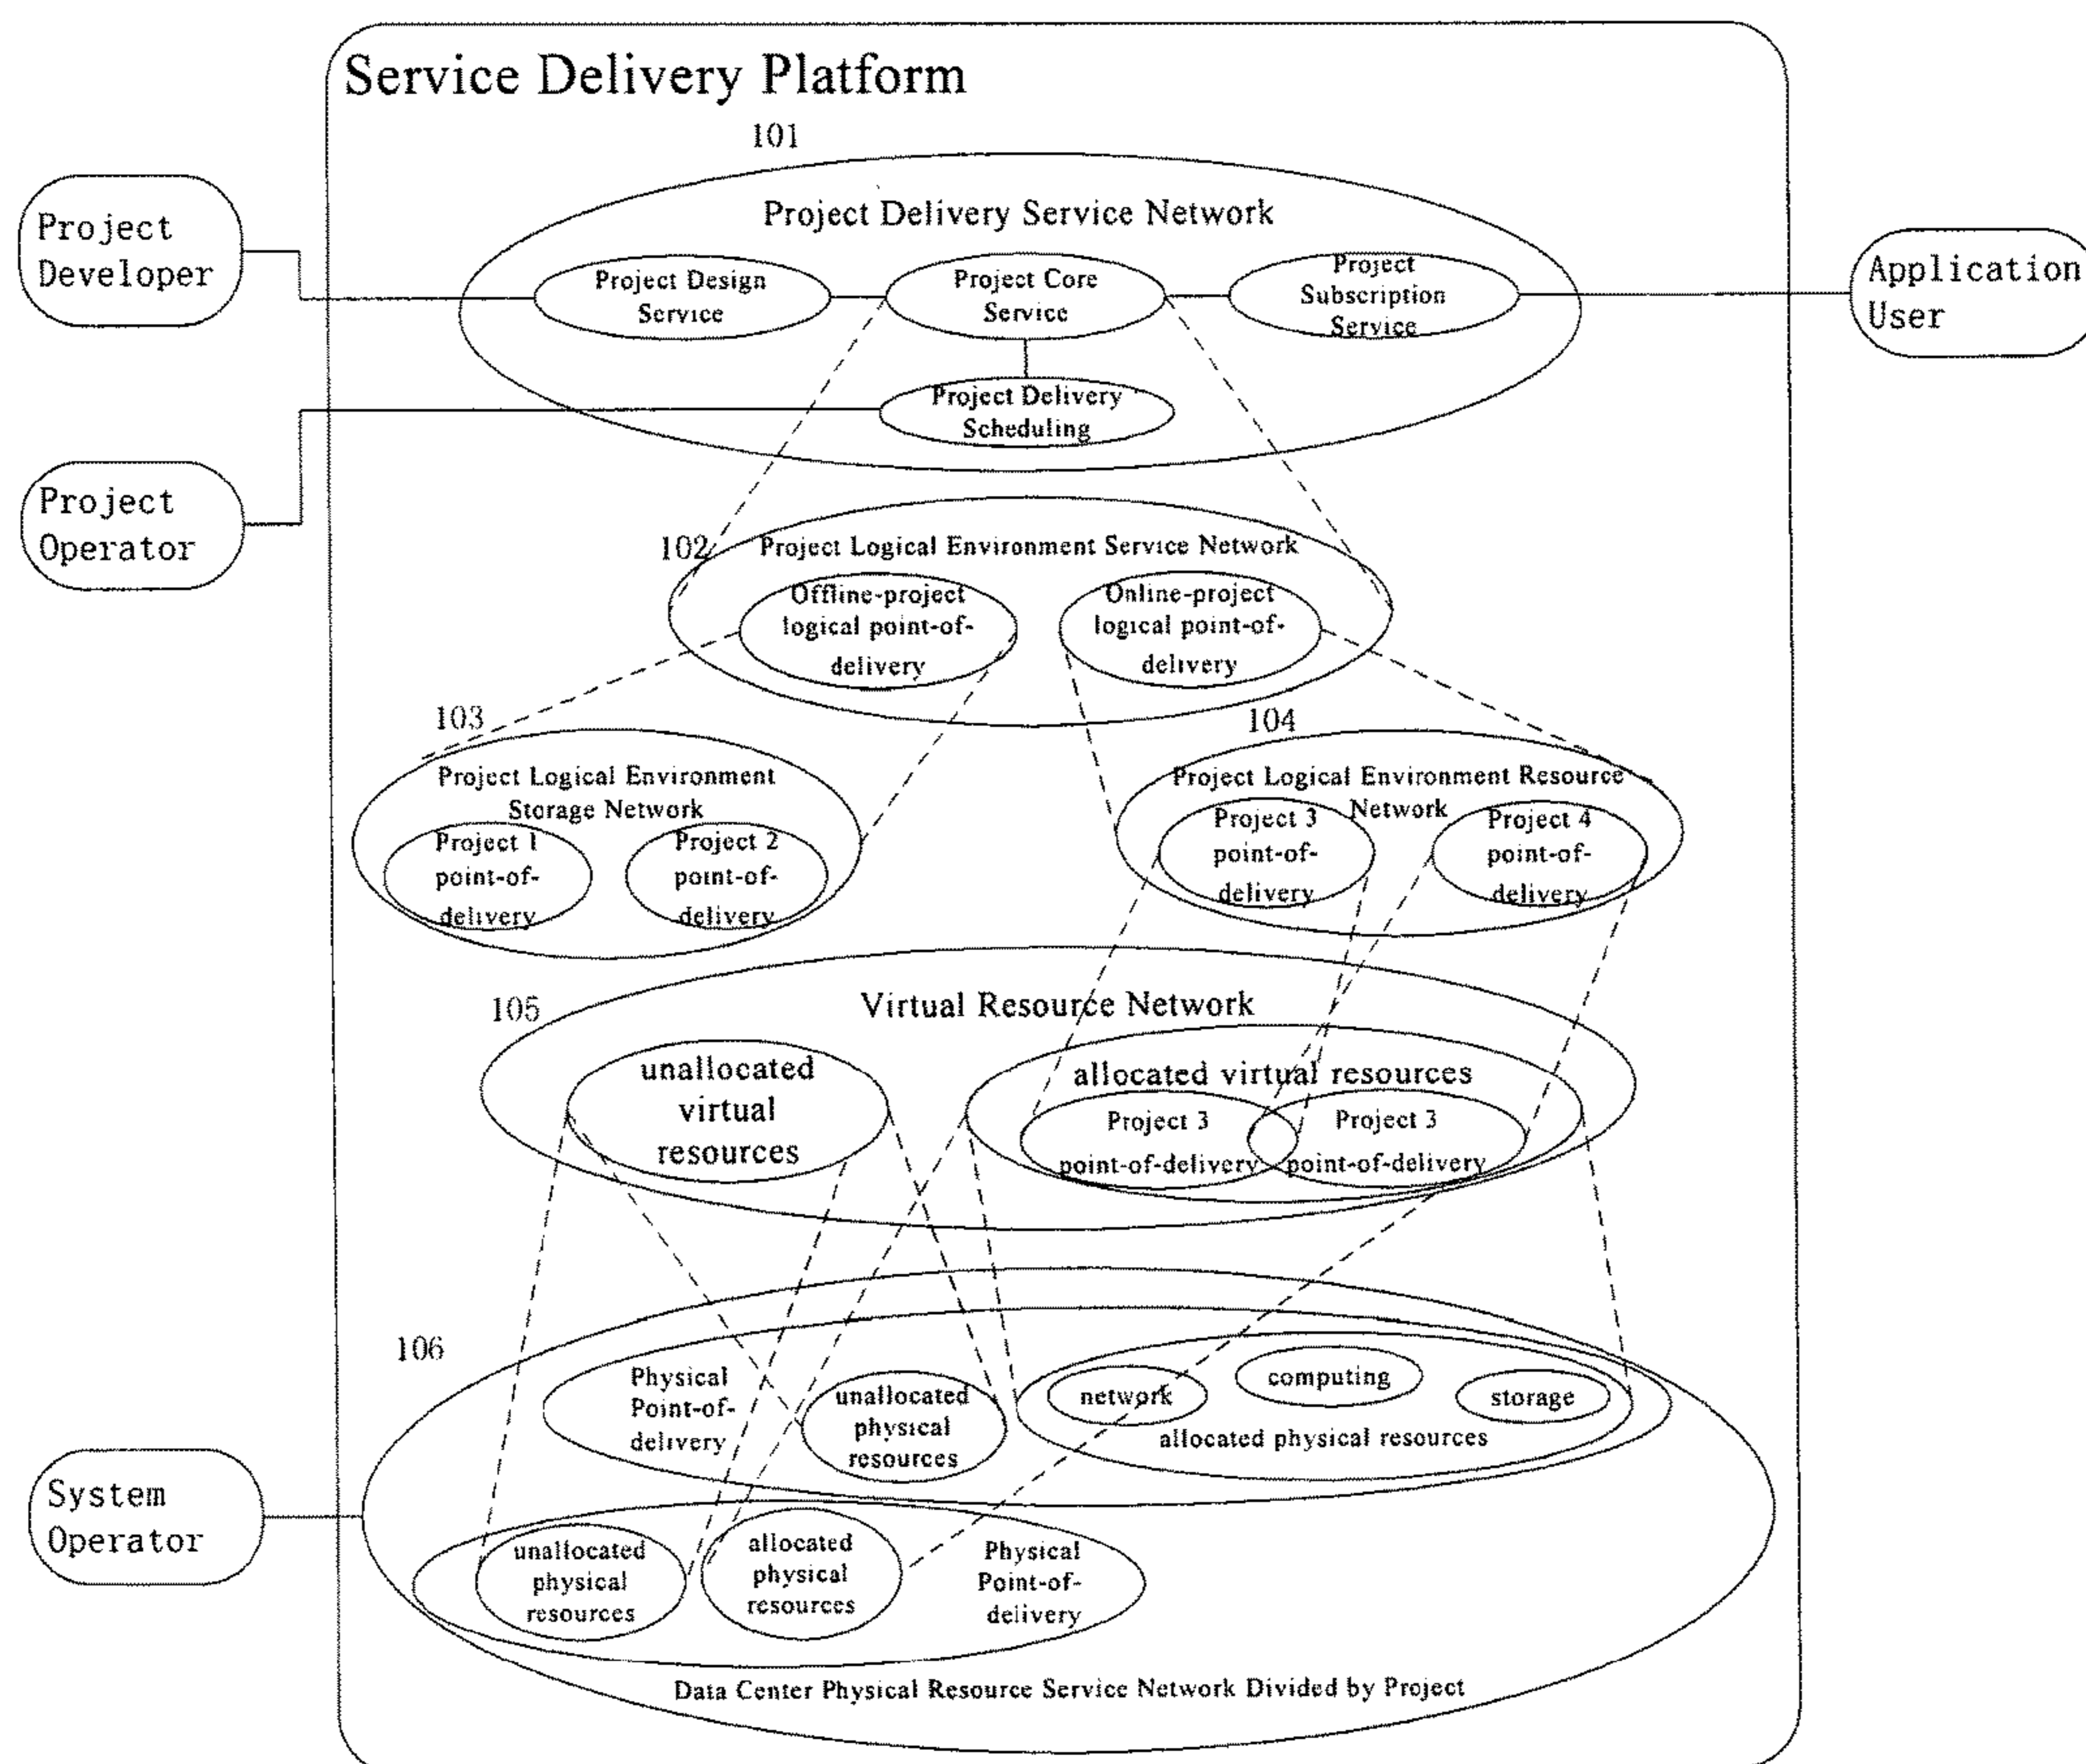 Service Delivery Platform
101
Project
Developer
Project Delivery Service Network
Project Design
Service
Project Core
Service
Project
Subscription
Service
Application
User
Project Delivery
Scheduling
Project
Operator
102
Project Logical Environment Service Network
Offline-project
logical point-of-
delivery
Online-project
logical point-of-
delivery
103
Project Logical Environment
Storage Network
Project 1
point-of-
delivery
Project 2
point-of-
delivery
104
Project Logical Environment Resource
Network
Project 3
point-of-
delivery
Project 4
point-of-
delivery
105
Virtual Resource Network
unallocated
virtual
resources
allocated virtual resources
Project 3
point-of-delivery
Project 3
point-of-delivery
106
Physical
Point-of-
delivery
unallocated
physical
resources
network
computing
storage
allocated physical resources
System
Operator
unallocated
physical
resources
allocated
physical
resources
Physical
Point-of-
delivery
Data Center Physical Resource Service Network Divided by Project